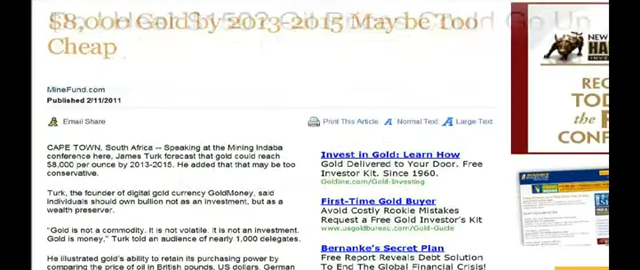 $8,000 Gold by 2013-2015 May be Too
Cheap
MineFund.com
Published 2/11/2011
Email Share
Print This Article
Normal Text
Large Text
CAPE TOWN, South Africa -- Speaking at the Mining Indaba
conference here, James Turk forecast that gold could reach
$8,000 per ounce by 2013-2015. He added that that may be too
conservative.
Turk, the founder of digital gold currency GoldMoney, said
individuals should own bullion not as an investment, but as a
wealth preserver.
"Gold is not a commodity. It is not volatile. It is not an investment.
Gold is money," Turk told an audience of nearly 1,000 delegates.
He illustrated gold's ability to retain its purchasing power by
comparing the price of oil in British pounds, US dollars, German
Invest in Gold: Learn How
Gold Delivered to Your Door. Free
Investor Kit. Since 1960.
Goldline.com/Gold-Investing
First-Time Gold Buyer
Avoid Costly Rookie Mistakes
Request a Free Gold Investor's Kit
www.usgoldbureau.com/Gold-Guide
Bernanke's Secret Plan
Free Report Reveals Debt Solution
To End The Global Financial Crisis!
NEW
HA
INVES
REG
TOD
the F
CONFE